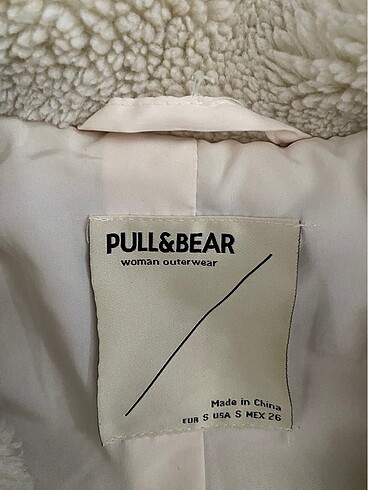 PULL&BEAR
woman outerwear
Made in China
EUR S USA S MEX 26